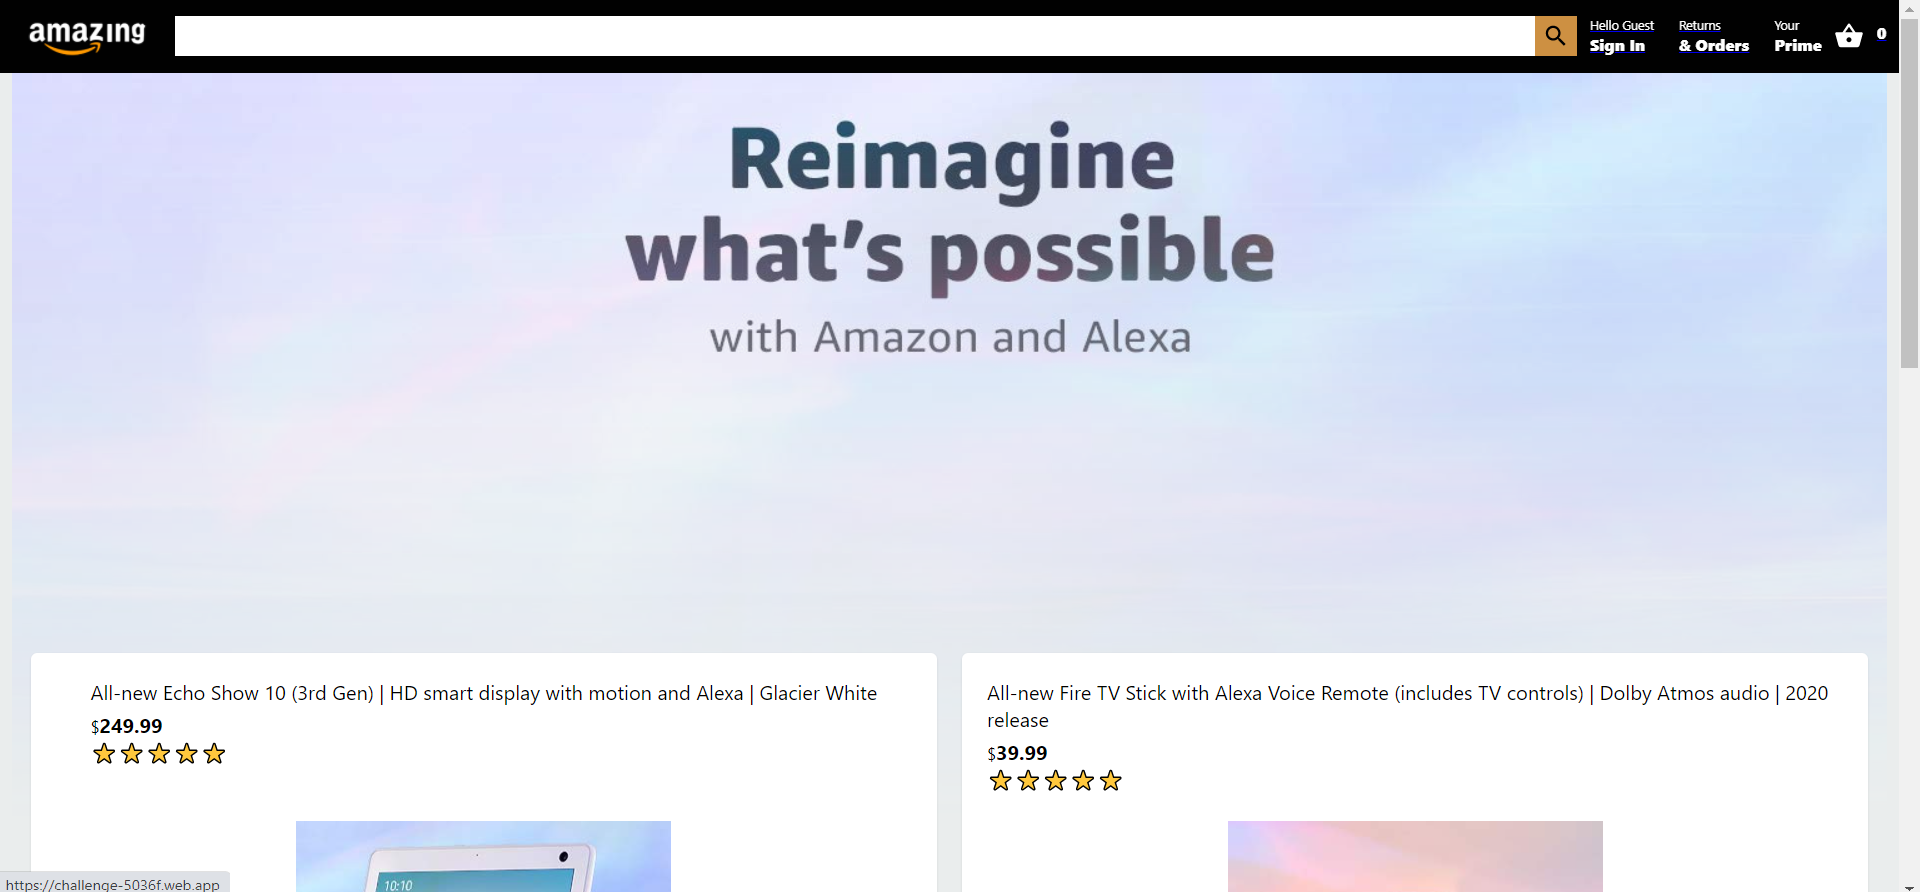 amazing
Hello Guest
Sign In
Returns
& Orders
Your
Prime
0
Reimagine
what's possible
with Amazon and Alexa
All-new Echo Show 10 (3rd Gen) | HD smart display with motion and Alexa | Glacier White
$249.99
All-new Fire TV Stick with Alexa Voice Remote (includes TV controls) | Dolby Atmos audio | 2020
release
$39.99
10:10
https://challenge-5036f.web.app